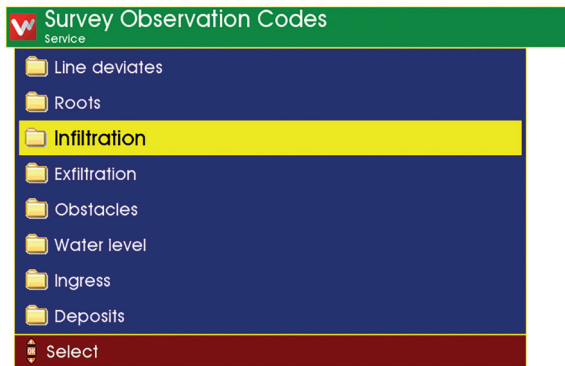 Survey Observation Codes
Service
Line deviates
Roots
Infiltration
Exfiltration
Obstacles
Water level
Ingress
Deposits
OK Select